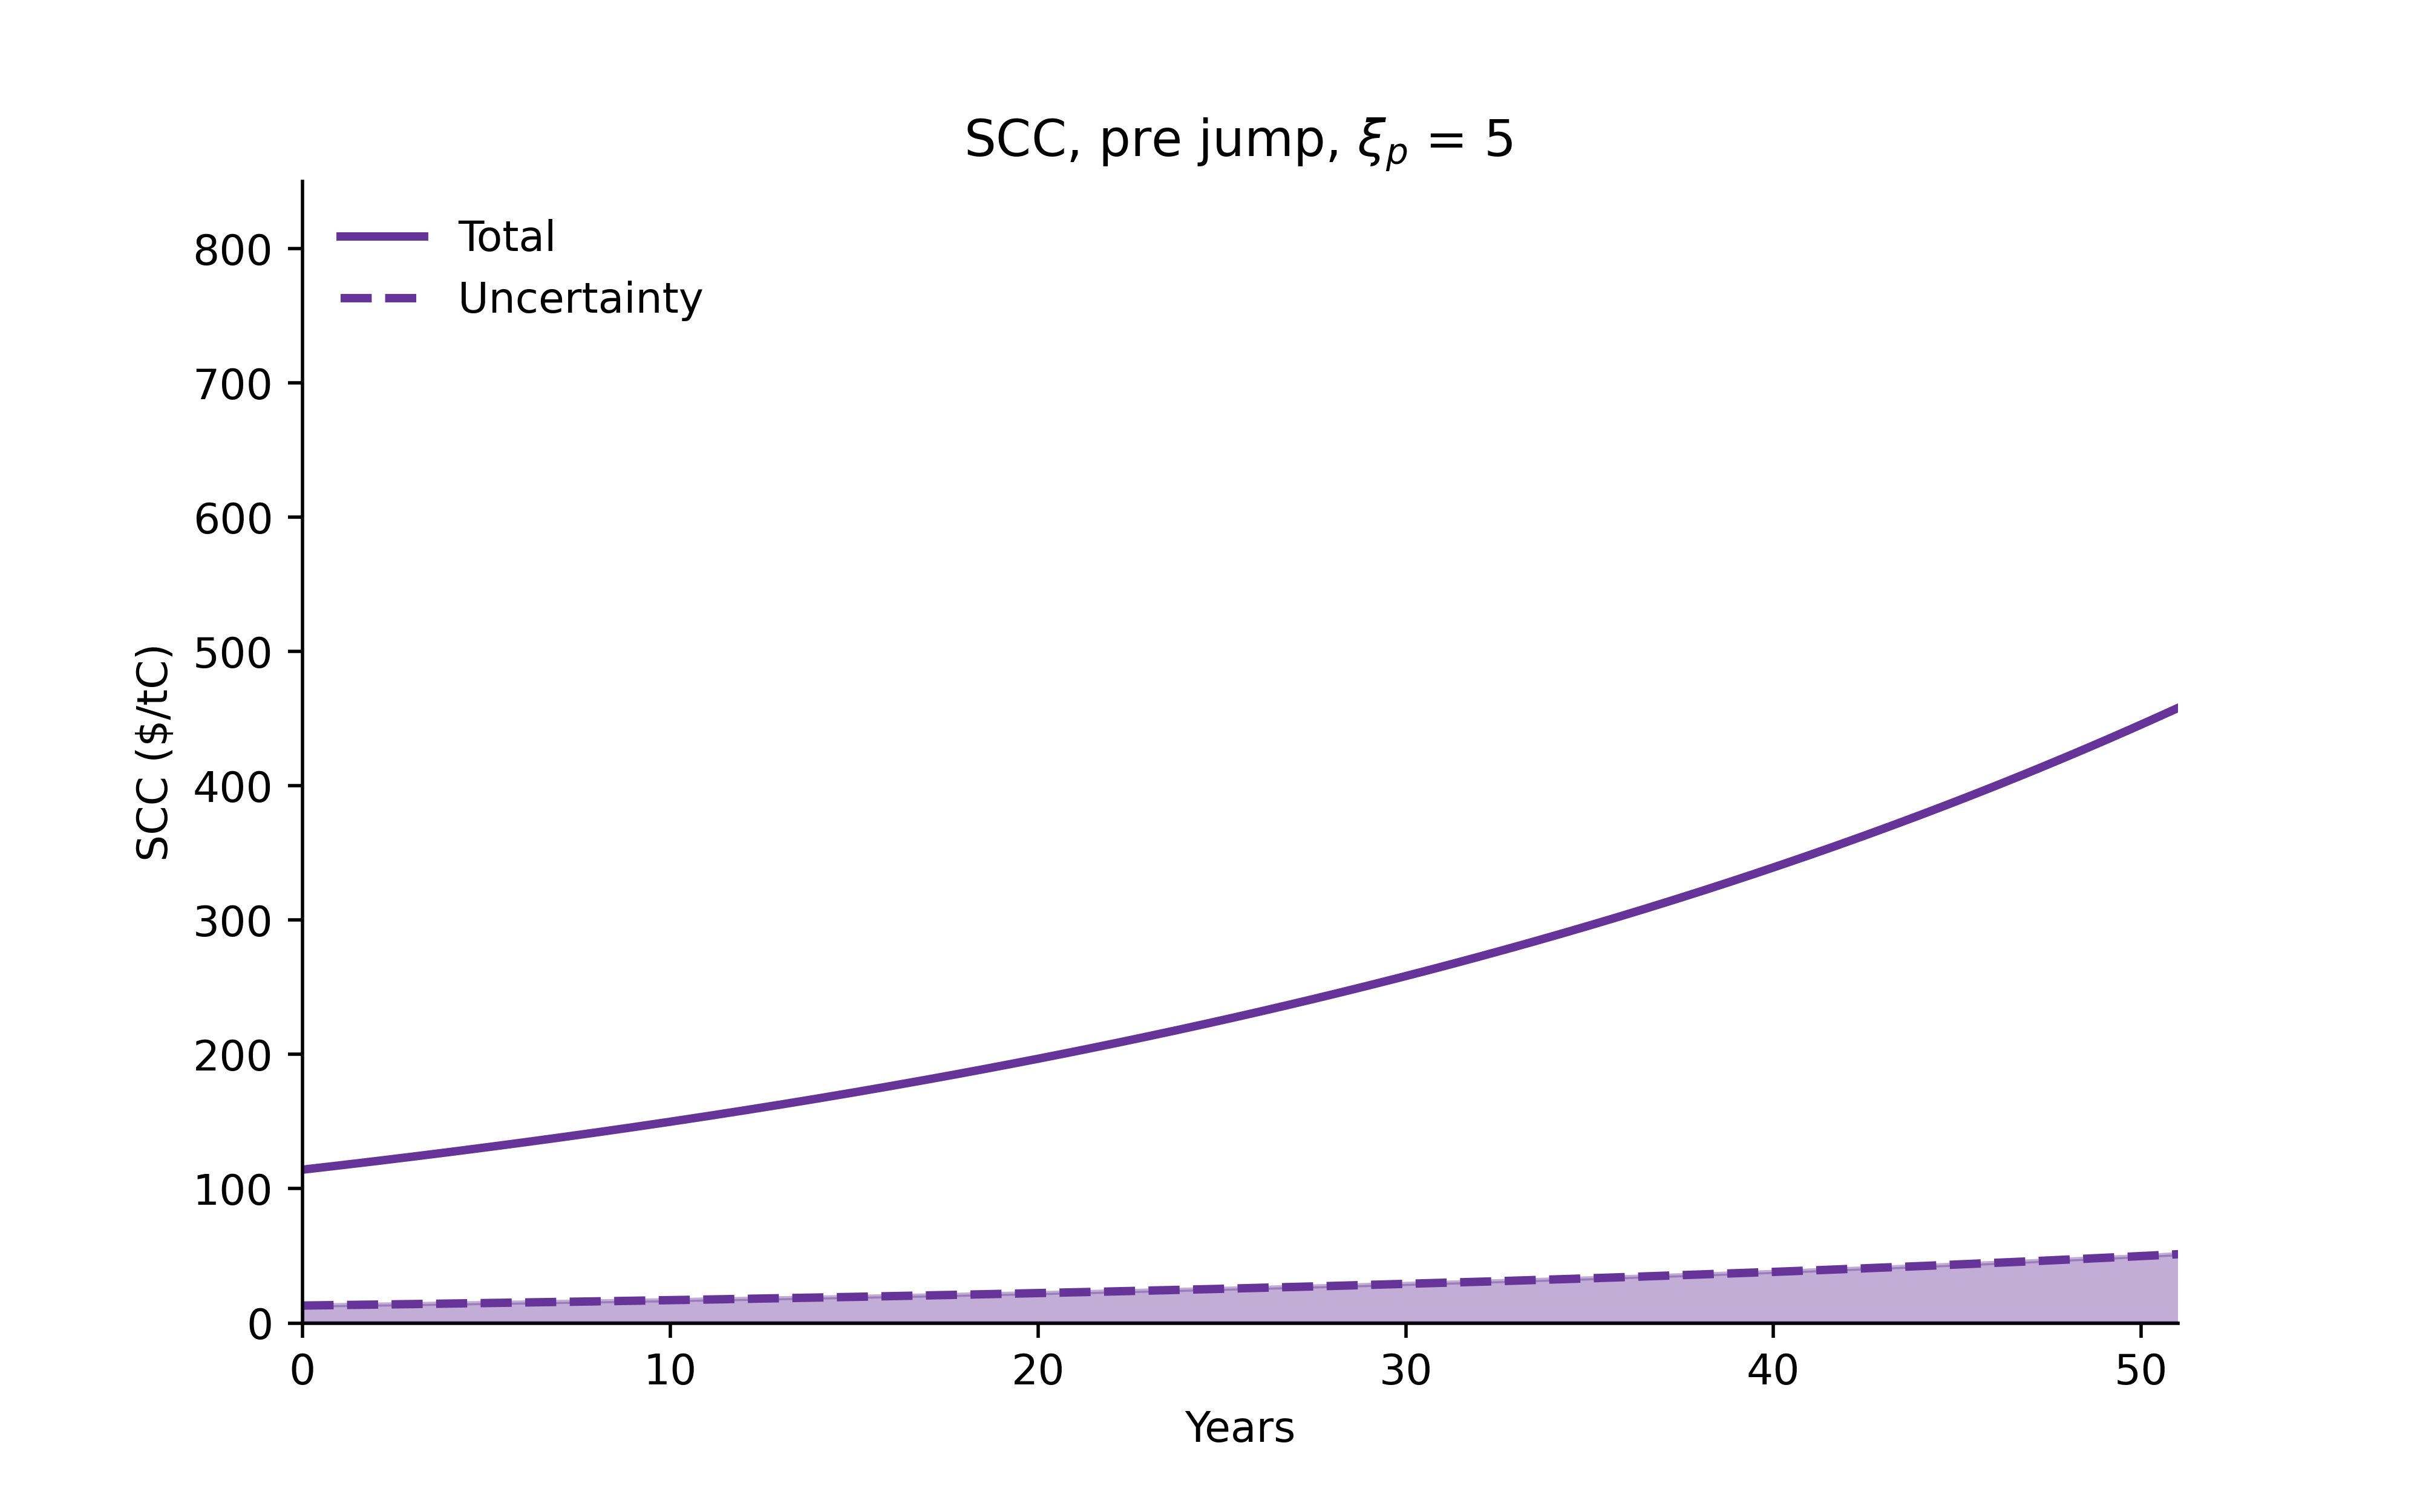 SCC, pre jump, ξₚ = 5
Total
Uncertainty
800
700
600
500
400
300
200
100
0
SCC ($/tC)
0 10 20 30 40 50
Years